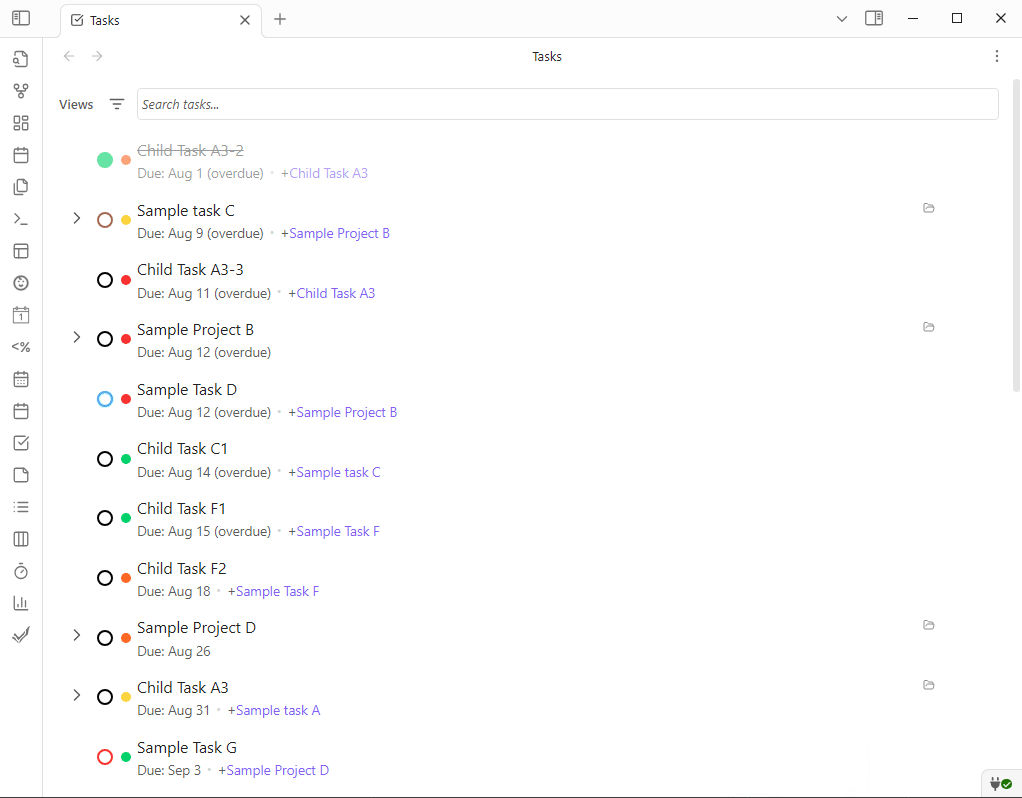 Tasks
Tasks
Views
Search tasks...
Child Task A3-2
Due: Aug 1 (overdue) • +Child Task A3
Sample task C
Due: Aug 9 (overdue) • +Sample Project B
Child Task A3-3
Due: Aug 11 (overdue) • +Child Task A3
Sample Project B
Due: Aug 12 (overdue)
Sample Task D
Due: Aug 12 (overdue) • +Sample Project B
Child Task C1
Due: Aug 14 (overdue) • +Sample task C
Child Task F1
Due: Aug 15 (overdue) • +Sample Task F
Child Task F2
Due: Aug 18 • +Sample Task F
Sample Project D
Due: Aug 26
Child Task A3
Due: Aug 31 • +Sample task A
Sample Task G
Due: Sep 3 • +Sample Project D
1
<%